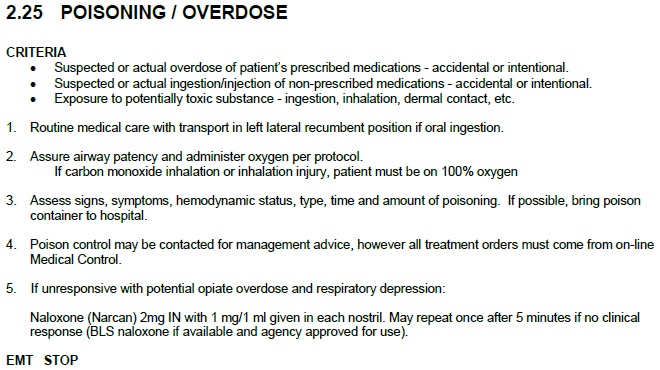 2.25 POISONING / OVERDOSE
CRITERIA
• Suspected or actual overdose of patient's prescribed medications - accidental or intentional.
• Suspected or actual ingestion/injection of non-prescribed medications - accidental or intentional.
• Exposure to potentially toxic substance - ingestion, inhalation, dermal contact, etc.
1. Routine medical care with transport in left lateral recumbent position if oral ingestion.
2. Assure airway patency and administer oxygen per protocol.
If carbon monoxide inhalation or inhalation injury, patient must be on 100% oxygen
3. Assess signs, symptoms, hemodynamic status, type, time and amount of poisoning. If possible, bring poison
container to hospital.
4. Poison control may be contacted for management advice, however all treatment orders must come from on-line
Medical Control.
5. If unresponsive with potential opiate overdose and respiratory depression:
Naloxone (Narcan) 2mg IN with 1 mg/1 ml given in each nostril. May repeat once after 5 minutes if no clinical
response (BLS naloxone if available and agency approved for use).
EMT STOP